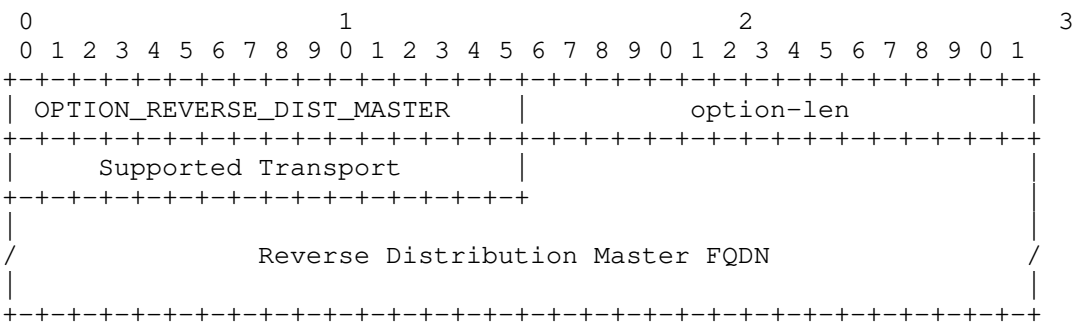 0                   1                   2                   3
 0 1 2 3 4 5 6 7 8 9 0 1 2 3 4 5 6 7 8 9 0 1 2 3 4 5 6 7 8 9 0 1
+-+-+-+-+-+-+-+-+-+-+-+-+-+-+-+-+-+-+-+-+-+-+-+-+-+-+-+-+-+-+-+-+
| OPTION_REVERSE_DIST_MASTER    |          option-len           |
+-+-+-+-+-+-+-+-+-+-+-+-+-+-+-+-+-+-+-+-+-+-+-+-+-+-+-+-+-+-+-+-+
|     Supported Transport       |                               |
+-+-+-+-+-+-+-+-+-+-+-+-+-+-+-+-+                               |
|                                                               |
/               Reverse Distribution Master FQDN                /
|                                                               |
+-+-+-+-+-+-+-+-+-+-+-+-+-+-+-+-+-+-+-+-+-+-+-+-+-+-+-+-+-+-+-+-+